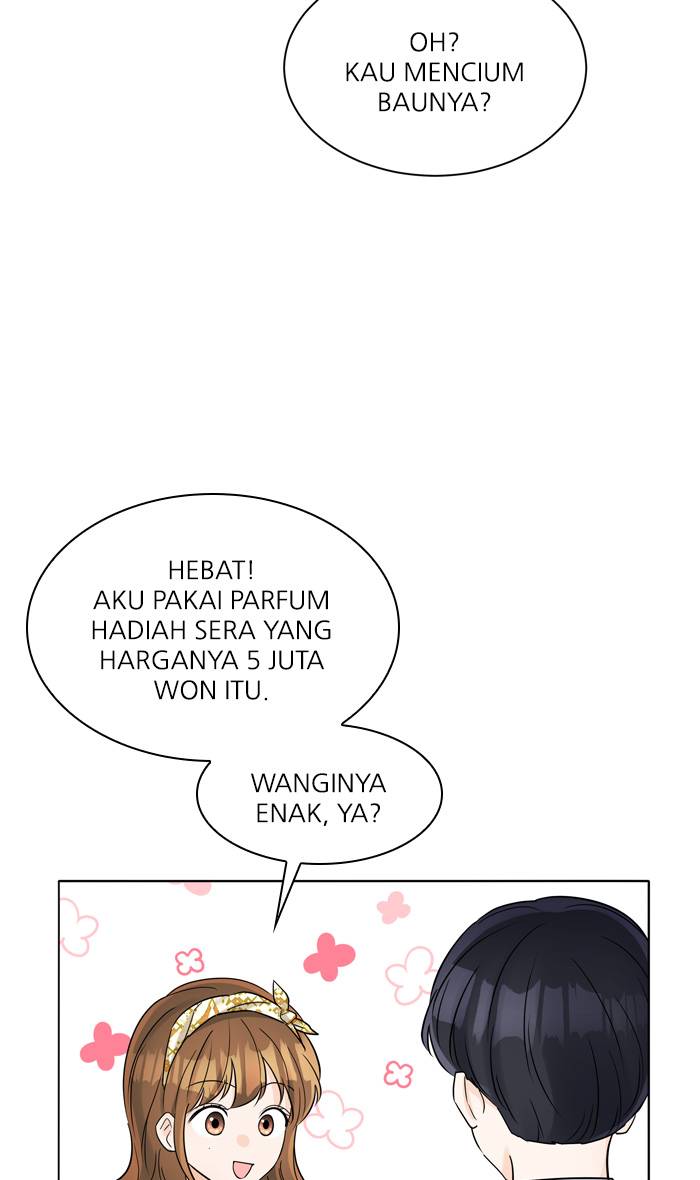 OH?
KAU MENCIUM
BAUNYA?
HEBAT!
AKU PAKAI PARFUM
HADIAH SERA YANG
HARGANYA 5 JUTA
WON ITU.
WANGINYA
ENAK, YA?